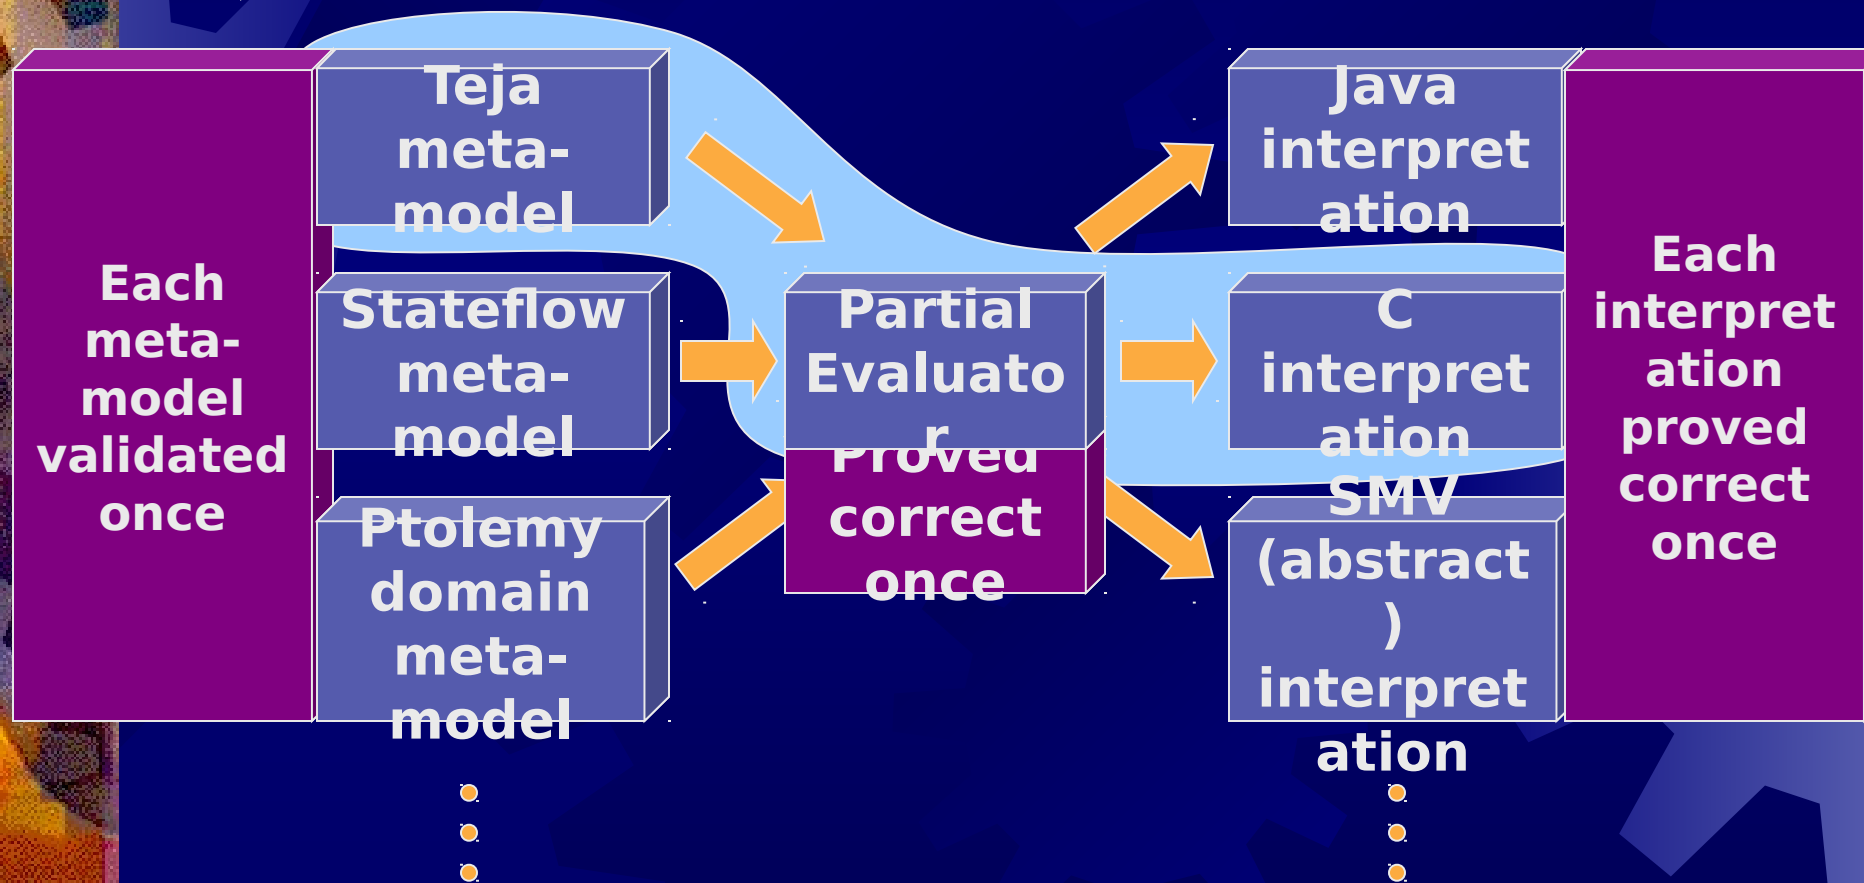 Each
meta-
model
validated
once
Teja
meta-
model
Stateflow
meta-
model
Ptolemy
domain
meta-
model
Partial
Evaluato
r
Proved
correct
once
Java
interpret
ation
C
interpret
ation
SMV
(abstract
)
interpret
ation
Each
interpret
ation
proved
correct
once